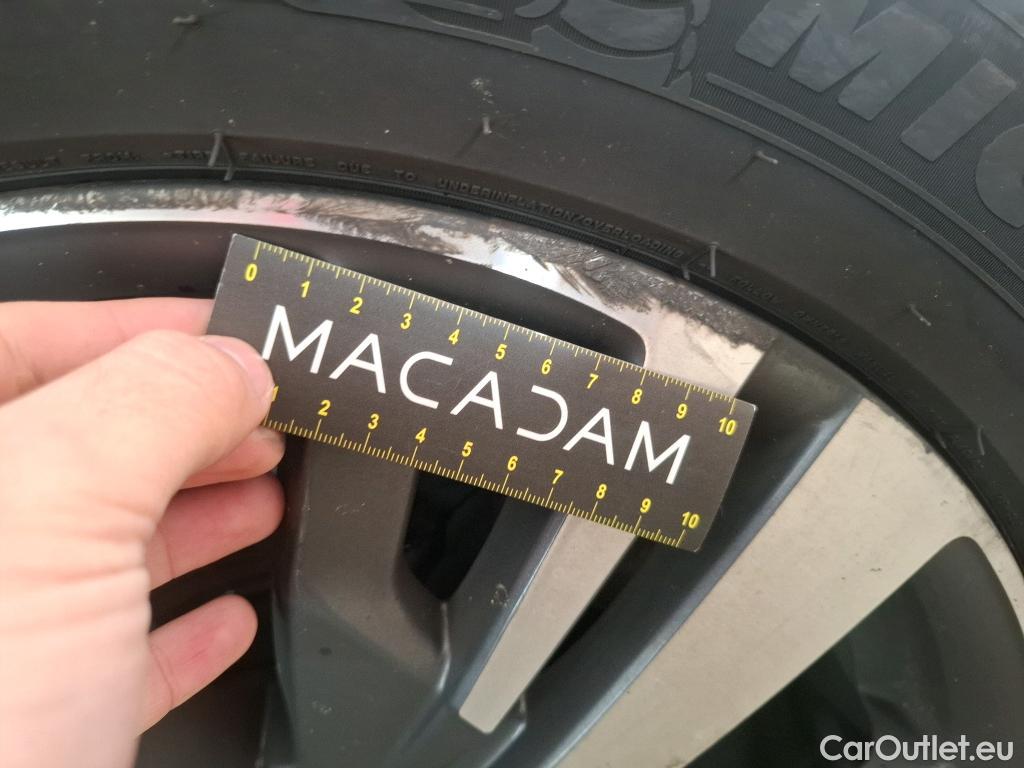 MIC
FAILURE DUE TO UNDERINFLATION/OVERLOADING
FOLLOW
0 1 2 3 4 5 6 7 8 9 10
MACADAM
1 2 3 4 5 6 7 8 9 10
CarOutlet.eu